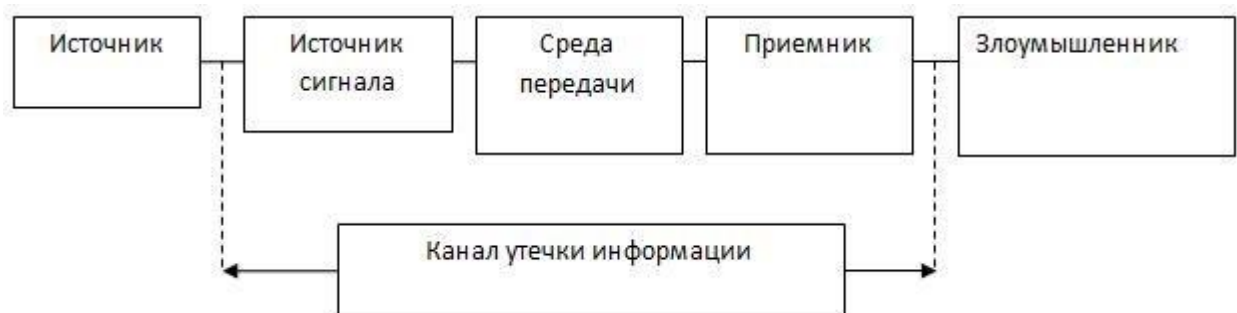 Источник
Источник
сигнала
Среда
передачи
Приемник
Злоумышленник
Канал утечки информации